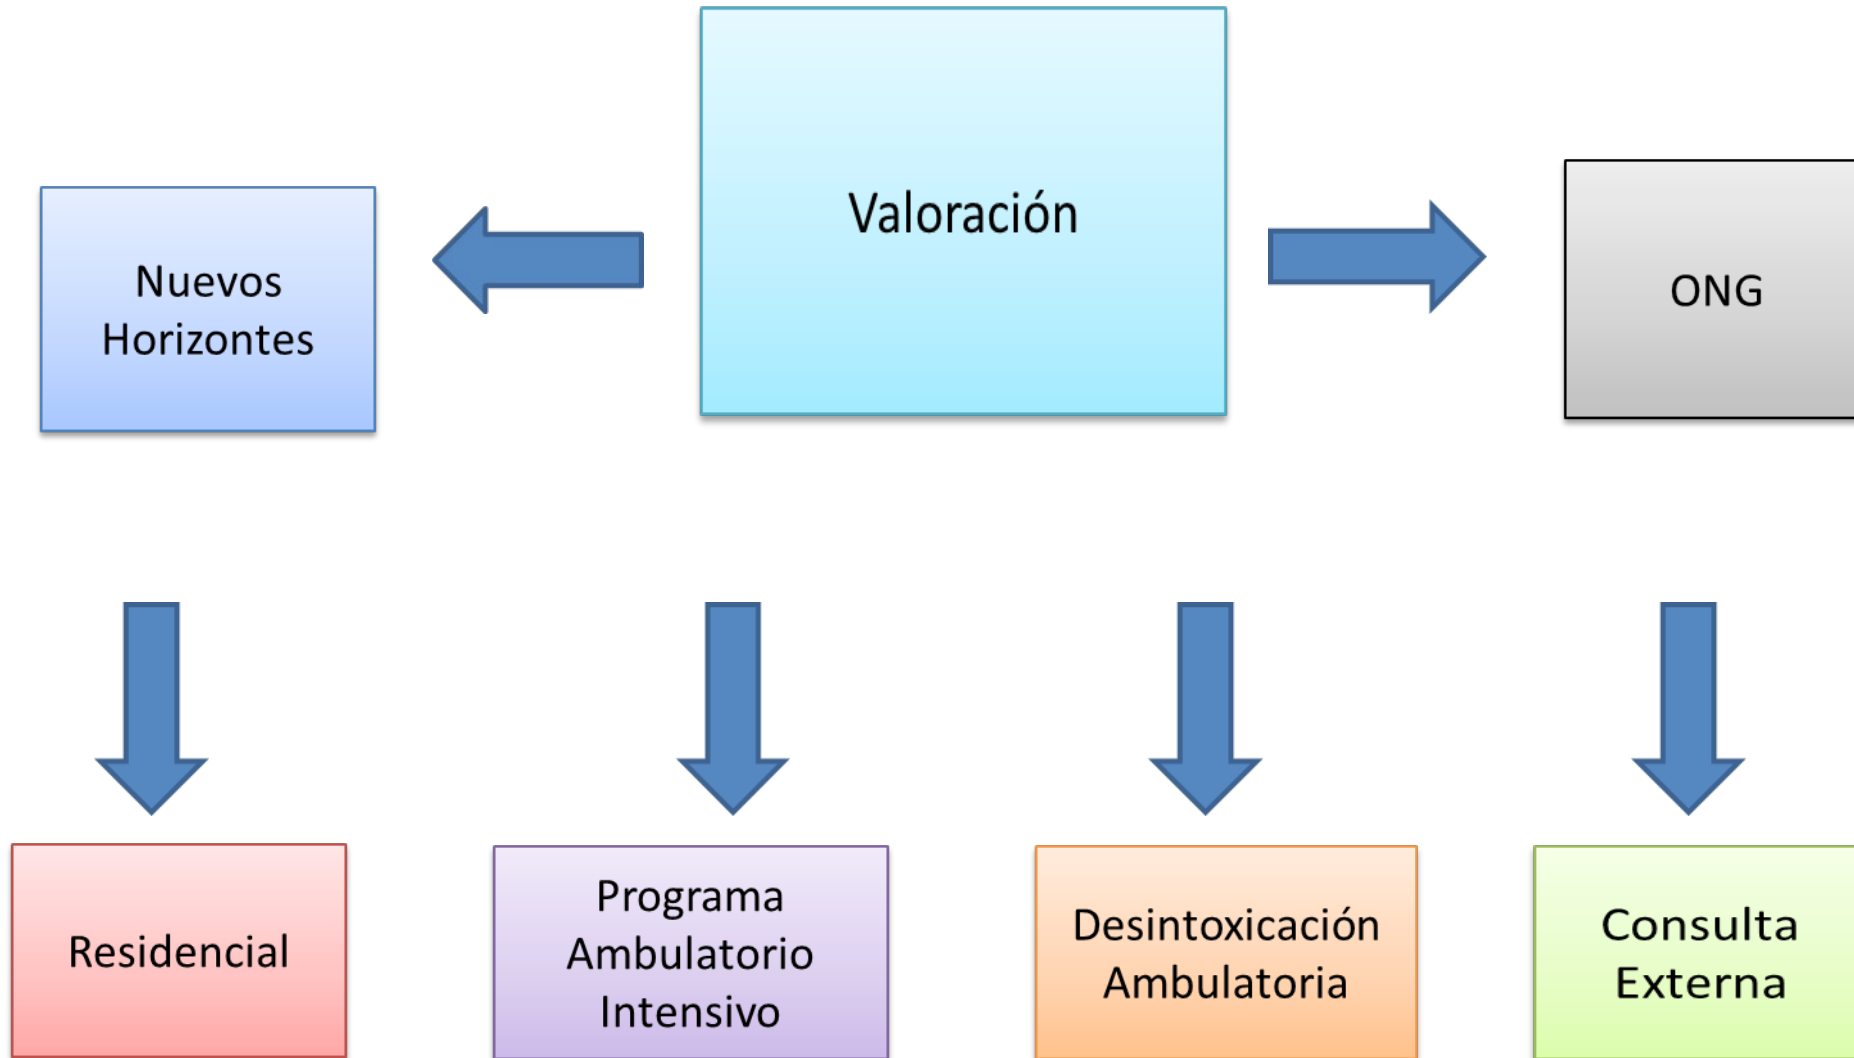 Valoración
Nuevos
Horizontes
ONG
Residencial
Programa
Ambulatorio
Intensivo
Desintoxicación
Ambulatoria
Consulta
Externa